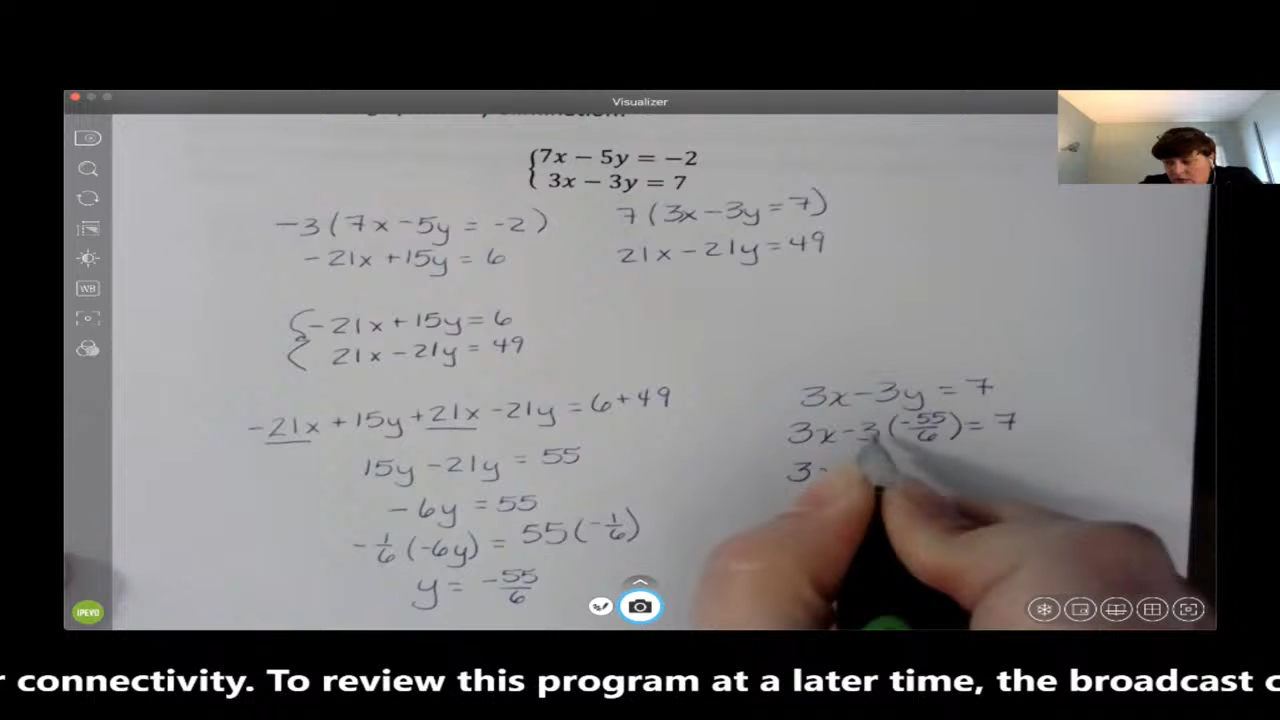 Visualizer
elimination.
7x − 5y = −2
3x − 3y = 7
-3(7x -5y = -2)
-21x +15y = 6
7(3x -3y = 7)
21x -21y = 49
-21x +15y = 6
21x -21y = 49
-21x +15y +21x -21y = 6+49
15y -21y = 55
-6y = 55
-1/6(-6y) = 55(-1/6)
y = -55/6
3x -3y = 7
3x -3(-55/6) = 7
3
WB
IPEVO
connectivity. To review this program at a later time, the broadcast